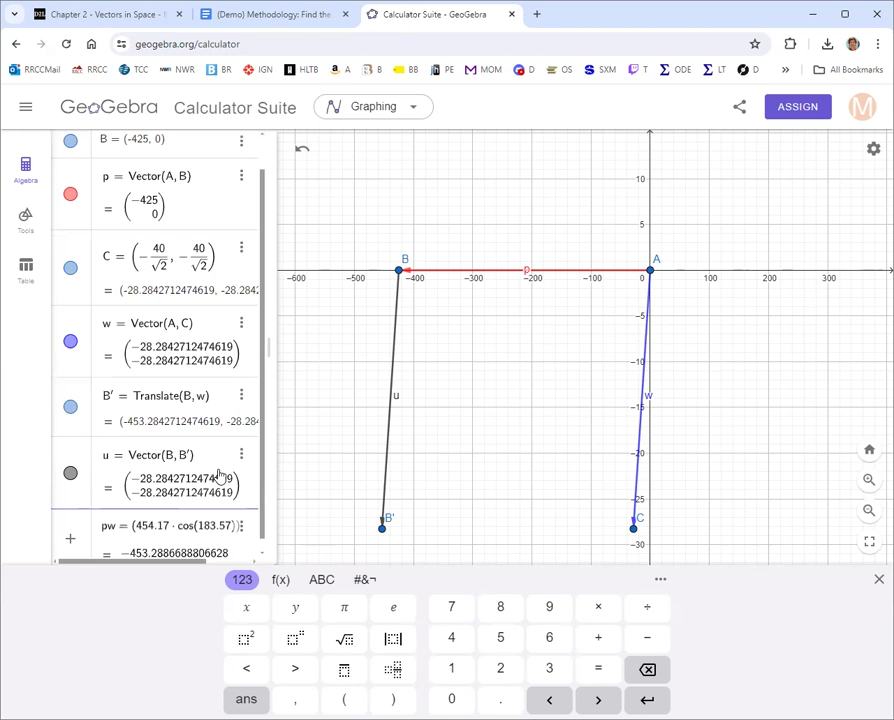 Chapter 2 - Vectors in Space -
(Demo) Methodology: Find the
Calculator Suite - GeoGebra
geogebra.org/calculator
RRCCMail
RRCC
TCC
NWR
BR
IGN
HLTB
A
B
BB
PE
MOM
D
OS
SXM
T
ODE
LT
D
All Bookmarks
GeoGebra
Calculator Suite
Graphing
ASSIGN
M
Algebra
Tools
Table
B = (-425, 0)
p = Vector(A, B)
= (−425
0)
C = (−40/√2, −40/√2)
= (-28.2842712474619, -28.2842
w = Vector(A, C)
= (−28.2842712474619
−28.2842712474619)
B′ = Translate(B, w)
= (-453.2842712474619, -28.284
u = Vector(B, B′)
= (−28.2842712474619
−28.2842712474619)
pw = (454.17 · cos(183.57))
= −453.2886688806628
10
5
B
A
p
−600
−500
−400
−300
−200
−100
0
100
200
300
−5
−10
u
w
−15
−20
−25
B'
C
−30
123
f(x)
ABC
#&¬
x
y
π
e
7
8
9
×
÷
4
5
6
+
−
<
>
1
2
3
=
ans
,
(
)
0
.
<
>